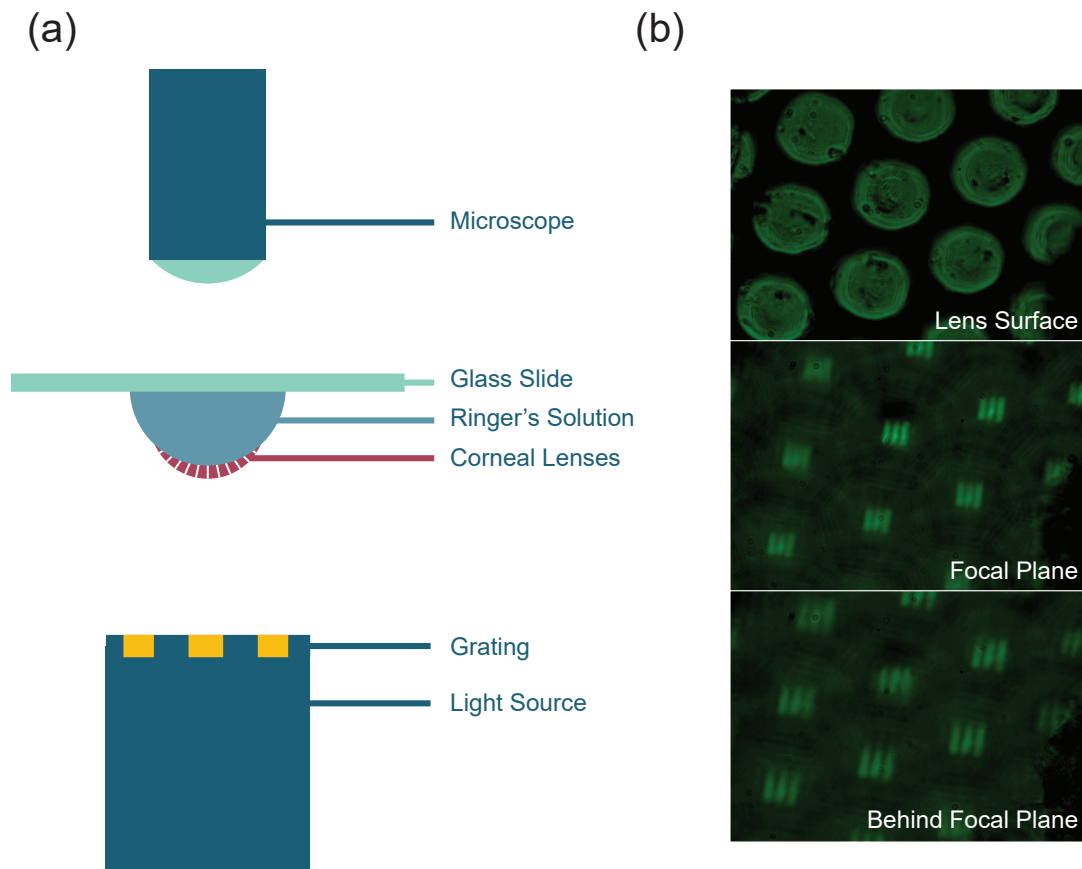 (a)
Microscope
Glass Slide
Ringer's Solution
Corneal Lenses
Grating
Light Source
(b)
Lens Surface
Focal Plane
Behind Focal Plane